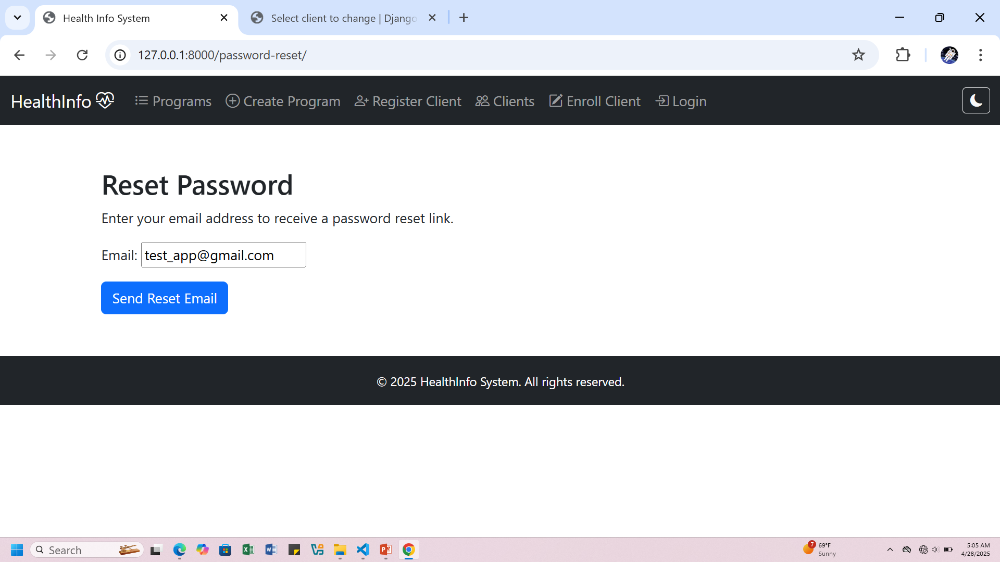 Health Info System
Select client to change | Django
127.0.0.1:8000/password-reset/
HealthInfo Programs Create Program Register Client Clients Enroll Client Login
Reset Password
Enter your email address to receive a password reset link.
Email: test_app@gmail.com
Send Reset Email
© 2025 HealthInfo System. All rights reserved.
Search
7
69°F
Sunny
5:05 AM
4/28/2025